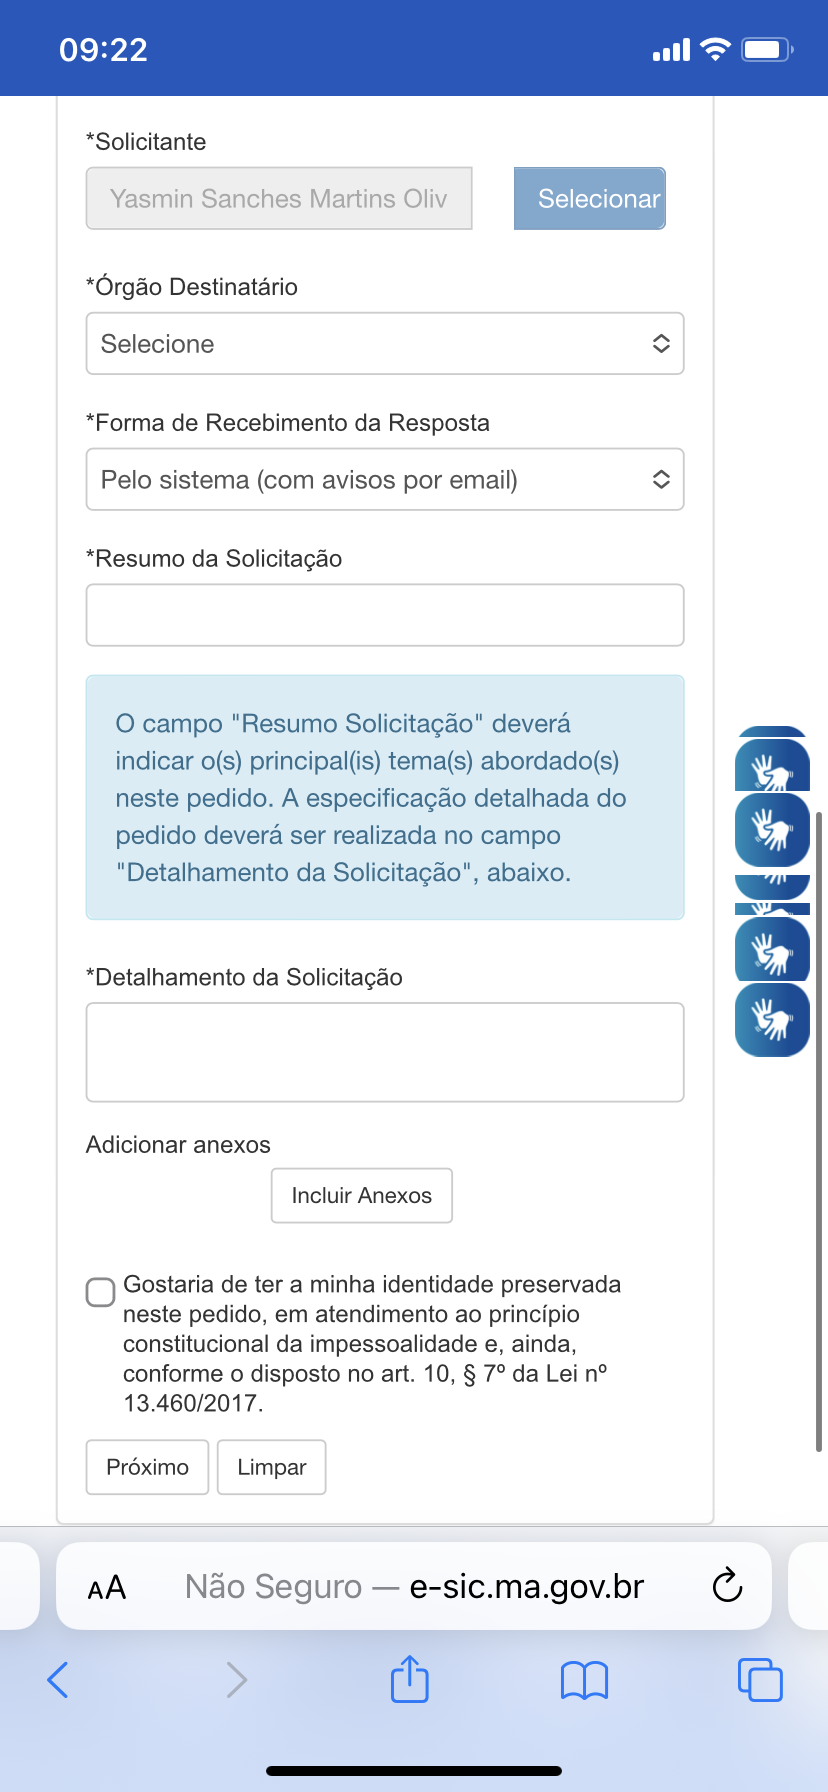 09:22
*Solicitante
Yasmin Sanches Martins Oliv
Selecionar
*Órgão Destinatário
Selecione
*Forma de Recebimento da Resposta
Pelo sistema (com avisos por email)
*Resumo da Solicitação
O campo "Resumo Solicitação" deverá
indicar o(s) principal(is) tema(s) abordado(s)
neste pedido. A especificação detalhada do
pedido deverá ser realizada no campo
"Detalhamento da Solicitação", abaixo.
*Detalhamento da Solicitação
Adicionar anexos
Incluir Anexos
Gostaria de ter a minha identidade preservada
neste pedido, em atendimento ao princípio
constitucional da impessoalidade e, ainda,
conforme o disposto no art. 10, § 7º da Lei nº
13.460/2017.
Próximo
Limpar
AA
Não Seguro — e-sic.ma.gov.br